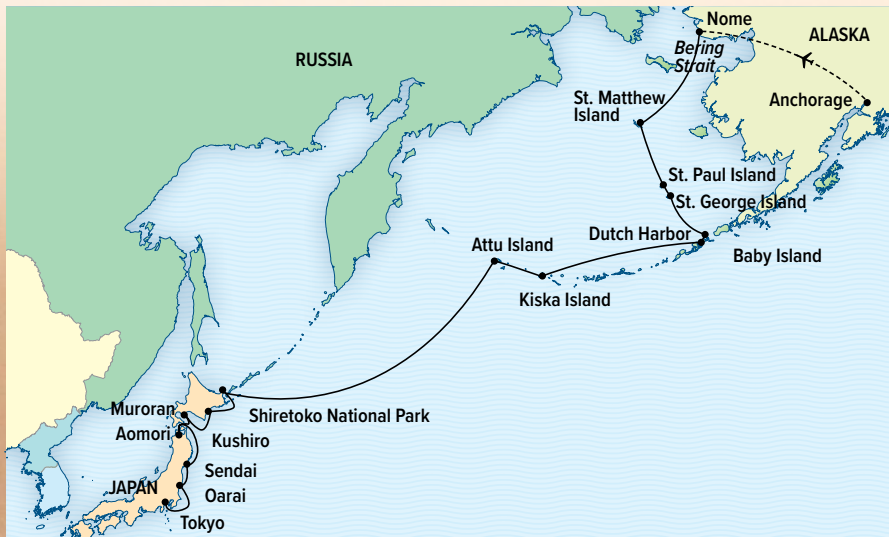 Nome
ALASKA
RUSSIA
Bering
Strait
Anchorage
St. Matthew
Island
St. Paul Island
St. George Island
Dutch Harbor
Attu Island
Baby Island
Kiska Island
Muroran
Shiretoko National Park
Aomori
Kushiro
Sendai
JAPAN
Oarai
Tokyo